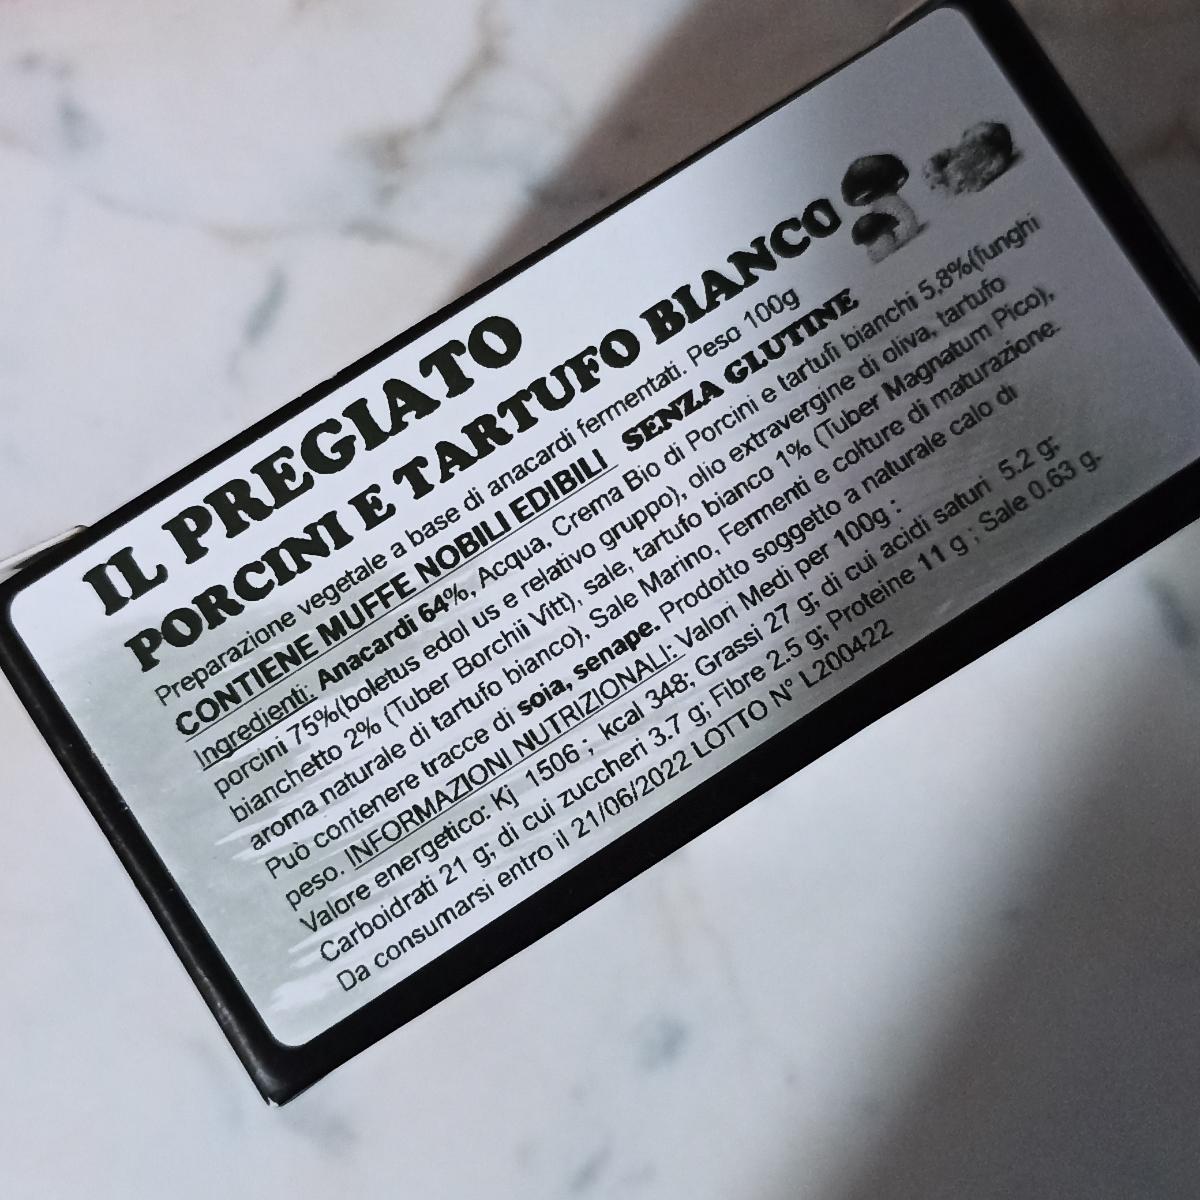 IL PREGIATO
PORCINI E TARTUFO BIANCO
Preparazione vegetale a base di anacardi fermentati. Peso 100g
CONTIENE MUFFE NOBILI EDIBILI SENZA GLUTINE
Ingredienti: Anacardi 64%, Acqua, Crema Bio di Porcini e tartufi bianchi 5,8%(funghi
porcini 75%(boletus edol us e relativo gruppo), olio extravergine di oliva, tartufo
bianchetto 2% (Tuber Borchii Vitt), sale, tartufo bianco 1% (Tuber Magnatum Pico),
aroma naturale di tartufo bianco), Sale Marino, Fermenti e colture di maturazione.
Può contenere tracce di soia, senape. Prodotto soggetto a naturale calo di
peso. INFORMAZIONI NUTRIZIONALI: Valori Medi per 100g :
Valore energetico: Kj 1506 ; kcal 348; Grassi 27 g; di cui acidi saturi 5.2 g;
Carboidrati 21 g; di cui zuccheri 3.7 g; Fibre 2.5 g; Proteine 11 g ; Sale 0.63 g.
Da consumarsi entro il 21/06/2022 LOTTO N° L200422